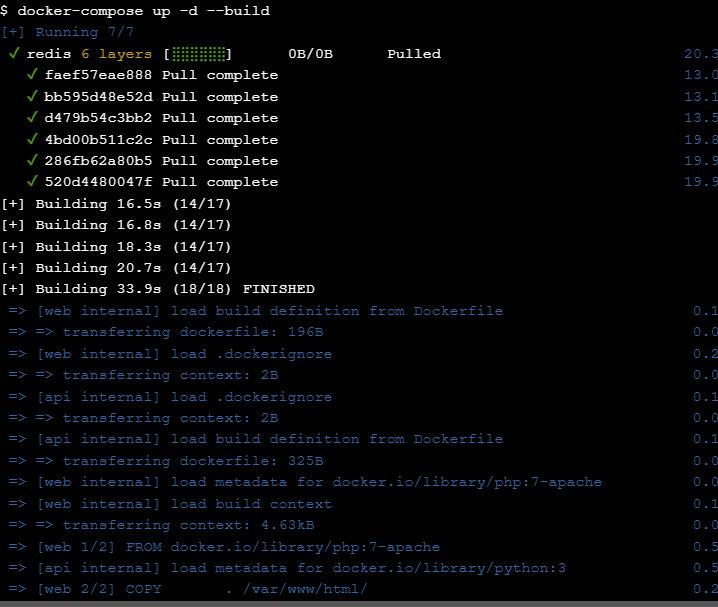 $ docker-compose up -d --build
[+] Running 7/7
✓ redis 6 layers [⣿⣿⣿⣿⣿⣿] 0B/0B Pulled 20.3
✓ faef57eae888 Pull complete 13.0
✓ bb595d48e52d Pull complete 13.1
✓ d479b54c3bb2 Pull complete 13.5
✓ 4bd00b511c2c Pull complete 19.8
✓ 286fb62a80b5 Pull complete 19.9
✓ 520d4480047f Pull complete 19.9
[+] Building 16.5s (14/17)
[+] Building 16.8s (14/17)
[+] Building 18.3s (14/17)
[+] Building 20.7s (14/17)
[+] Building 33.9s (18/18) FINISHED
=> [web internal] load build definition from Dockerfile 0.1
=> => transferring dockerfile: 196B 0.0
=> [web internal] load .dockerignore 0.2
=> => transferring context: 2B 0.0
=> [api internal] load .dockerignore 0.1
=> => transferring context: 2B 0.0
=> [api internal] load build definition from Dockerfile 0.1
=> => transferring dockerfile: 325B 0.0
=> [web internal] load metadata for docker.io/library/php:7-apache 0.0
=> [web internal] load build context 0.1
=> => transferring context: 4.63kB 0.0
=> [web 1/2] FROM docker.io/library/php:7-apache 0.5
=> [api internal] load metadata for docker.io/library/python:3 0.5
=> [web 2/2] COPY . /var/www/html/ 0.2